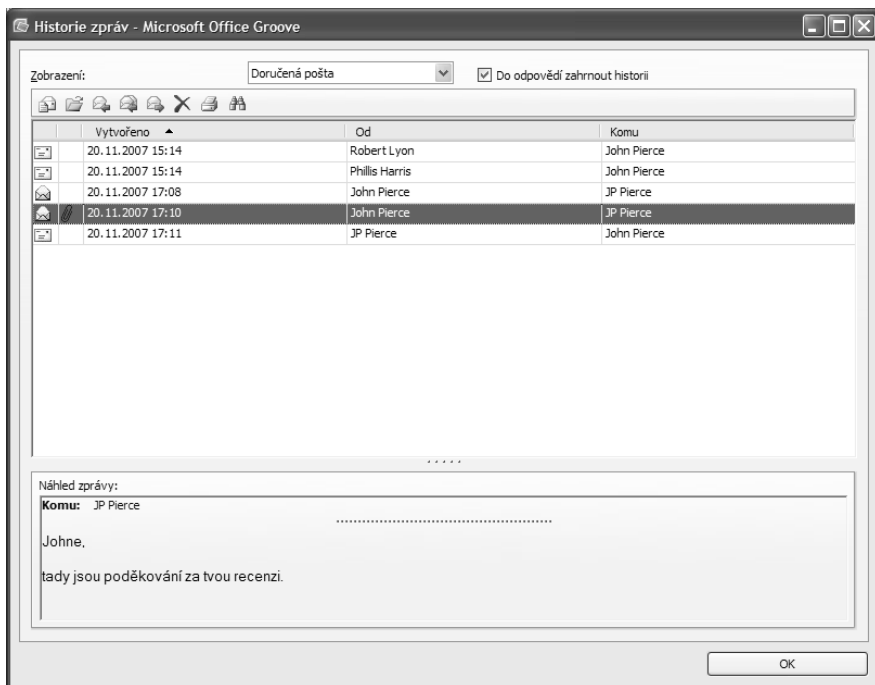 Historie zpráv - Microsoft Office Groove
Zobrazení: Doručená pošta Do odpovědí zahrnout historii
Vytvořeno Od Komu
20.11.2007 15:14 Robert Lyon John Pierce
20.11.2007 15:14 Phillis Harris John Pierce
20.11.2007 17:08 John Pierce JP Pierce
20.11.2007 17:10 John Pierce JP Pierce
20.11.2007 17:11 JP Pierce John Pierce
Náhled zprávy:
Komu: JP Pierce
Johne,
tady jsou poděkování za tvou recenzi.
OK